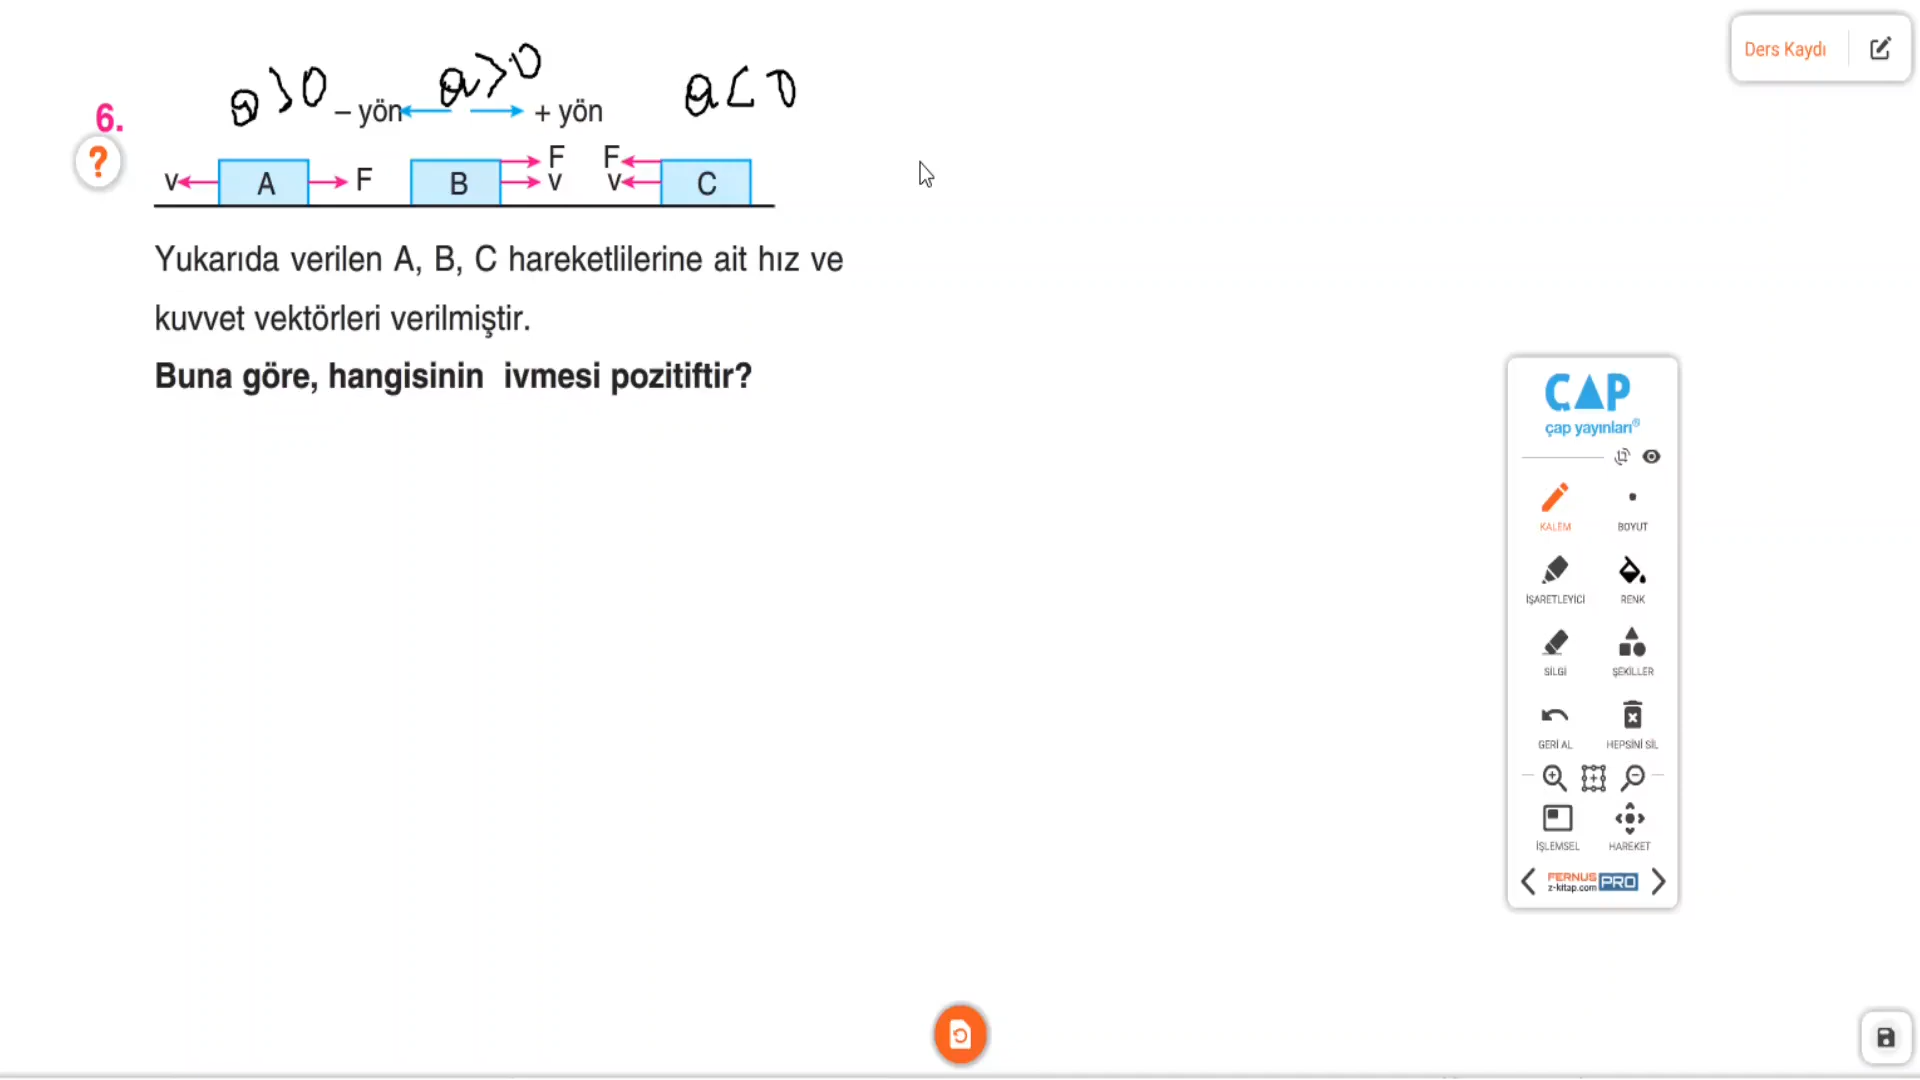 Ders Kaydı
a>0 a>0 a<0
6. – yön + yön
?
v A F B F v F v C
Yukarıda verilen A, B, C hareketlilerine ait hız ve
kuvvet vektörleri verilmiştir.
Buna göre, hangisinin ivmesi pozitiftir?
ÇAP
çap yayınları®
KALEM BOYUT
İŞARETLEYİCİ RENK
SİLGİ ŞEKİLLER
GERİ AL HEPSİNİ SİL
İŞLEMSEL HAREKET
FERNUS PRO
z-kitap.com